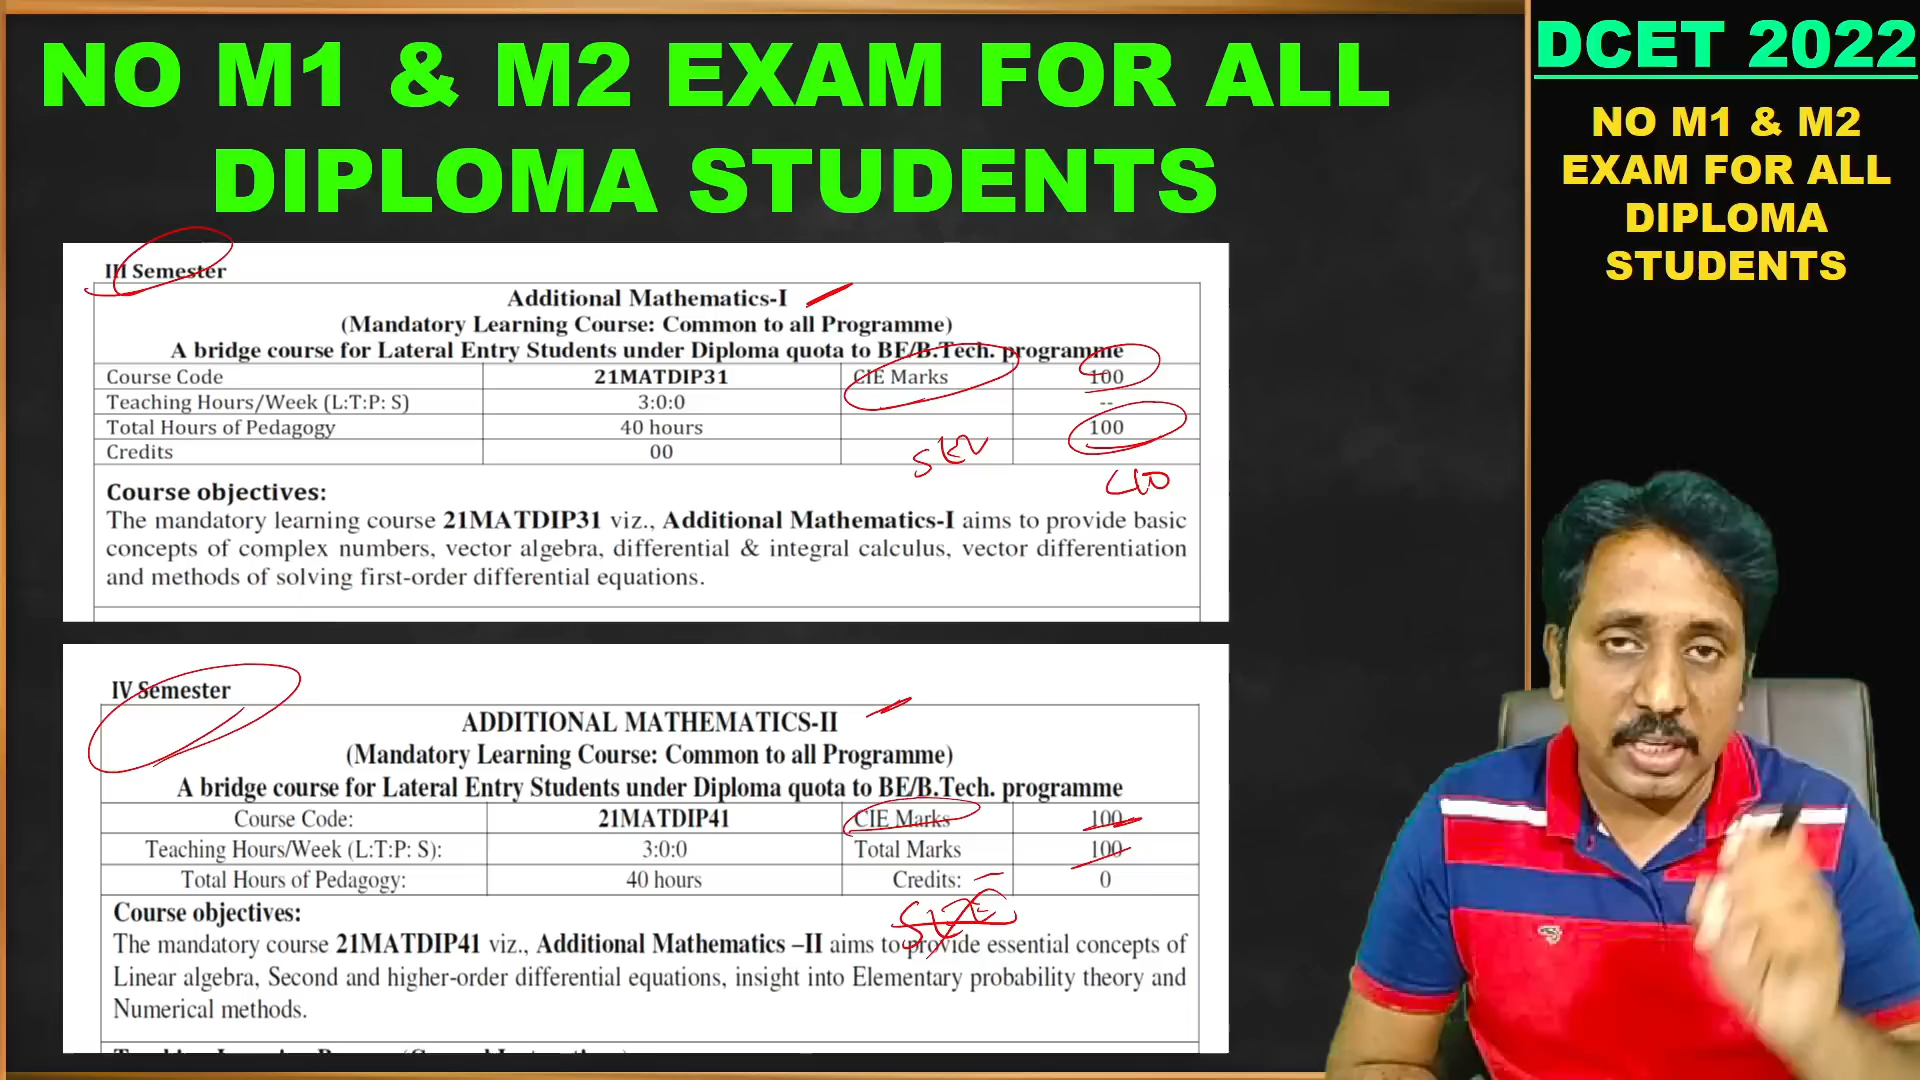 NO M1 & M2 EXAM FOR ALL
DIPLOMA STUDENTS
DCET 2022
NO M1 & M2
EXAM FOR ALL
DIPLOMA
STUDENTS
III Semester
Additional Mathematics-I
(Mandatory Learning Course: Common to all Programme)
A bridge course for Lateral Entry Students under Diploma quota to BE/B.Tech. programme
Course Code 21MATDIP31 CIE Marks 100
Teaching Hours/Week (L:T:P: S) 3:0:0 --
Total Hours of Pedagogy 40 hours 100
Credits 00
Course objectives:
The mandatory learning course 21MATDIP31 viz., Additional Mathematics-I aims to provide basic
concepts of complex numbers, vector algebra, differential & integral calculus, vector differentiation
and methods of solving first-order differential equations.
IV Semester
ADDITIONAL MATHEMATICS-II
(Mandatory Learning Course: Common to all Programme)
A bridge course for Lateral Entry Students under Diploma quota to BE/B.Tech. programme
Course Code: 21MATDIP41 CIE Marks 100
Teaching Hours/Week (L:T:P: S): 3:0:0 Total Marks 100
Total Hours of Pedagogy: 40 hours Credits: 0
Course objectives:
The mandatory course 21MATDIP41 viz., Additional Mathematics –II aims to provide essential concepts of
Linear algebra, Second and higher-order differential equations, insight into Elementary probability theory and
Numerical methods.